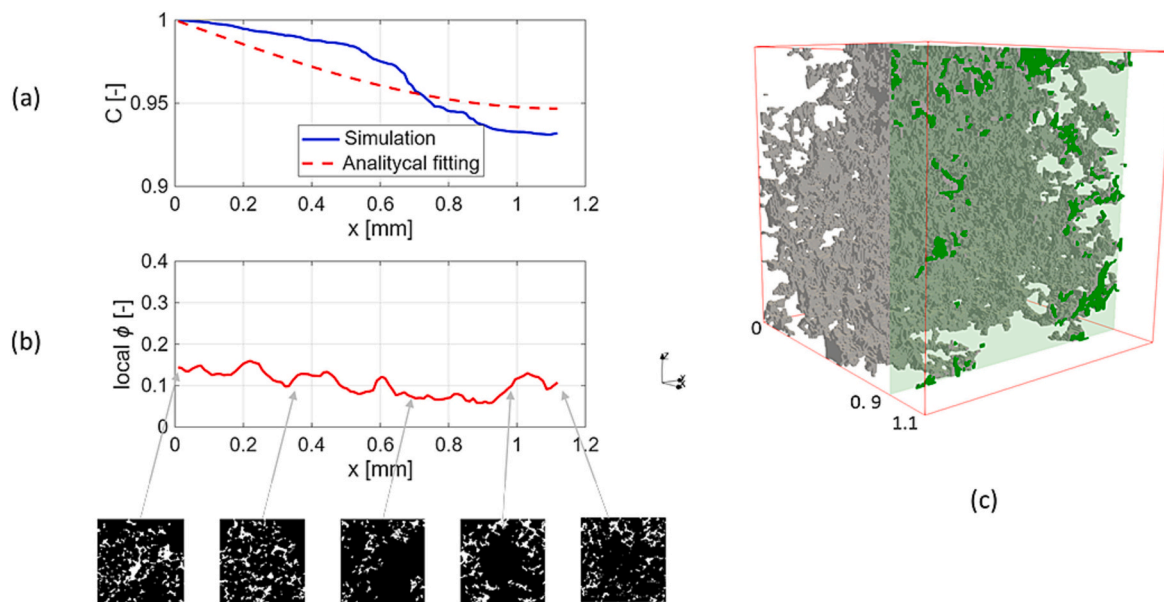 (a)
C [-]
1
0.95
0.9
Simulation
Analitycal fitting
0 0.2 0.4 0.6 0.8 1 1.2
x [mm]
(b)
local ϕ [-]
0.4
0.3
0.2
0.1
0
0 0.2 0.4 0.6 0.8 1 1.2
x [mm]
z
0
0. 9
1.1
(c)